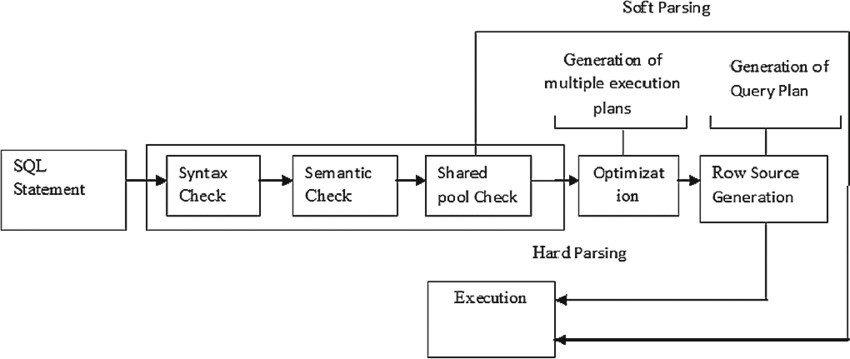 Soft Parsing
Generation of
multiple execution
plans
Generation of
Query Plan
SQL
Statement
Syntax
Check
Semantic
Check
Shared
pool Check
Optimizat
ion
Row Source
Generation
Hard Parsing
Execution